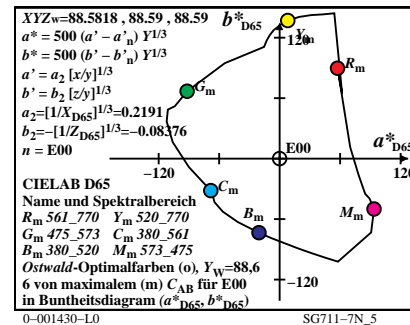 XYZw=88.5818, 88.59, 88.59
b*D65
a* = 500 (a' − a'n) Y^1/3
b* = 500 (b' − b'n) Y^1/3
a' = a2 [x/y]^1/3
b' = b2 [z/y]^1/3
a2=[1/XD65]^1/3=0.2191
b2=−[1/ZD65]^1/3=−0.08376
n = E00
120
Ym
Rm
Gm
E00
a*D65
−120
120
CIELAB D65
Name und Spektralbereich
Rm 561_770 Ym 520_770
Gm 475_573 Cm 380_561
Bm 380_520 Mm 573_475
Cm
Bm
Mm
Ostwald-Optimalfarben (o), YW=88,6
6 von maximalem (m) CAB für E00
in Buntheitsdiagram (a*D65, b*D65)
−120
0-001430-L0
SG711-7N_5